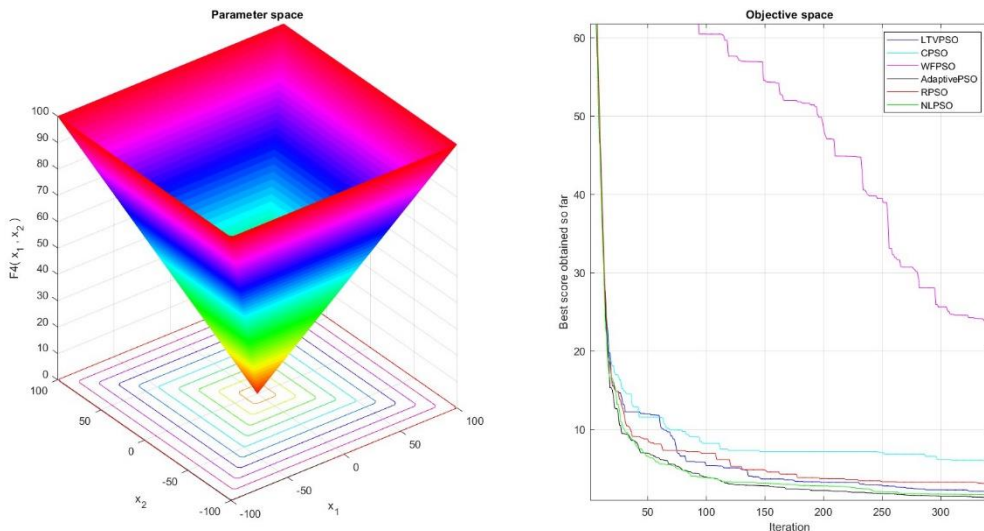 Parameter space
100
90
80
70
60
50
40
30
20
10
0
F4( x1 , x2 )
100
50
0
-50
-100
x2
-100
-50
0
50
100
x1
Objective space
60
50
40
30
20
10
Best score obtained so far
50
100
150
200
250
300
Iteration
LTVPSO
CPSO
WFPSO
AdaptivePSO
RPSO
NLPSO